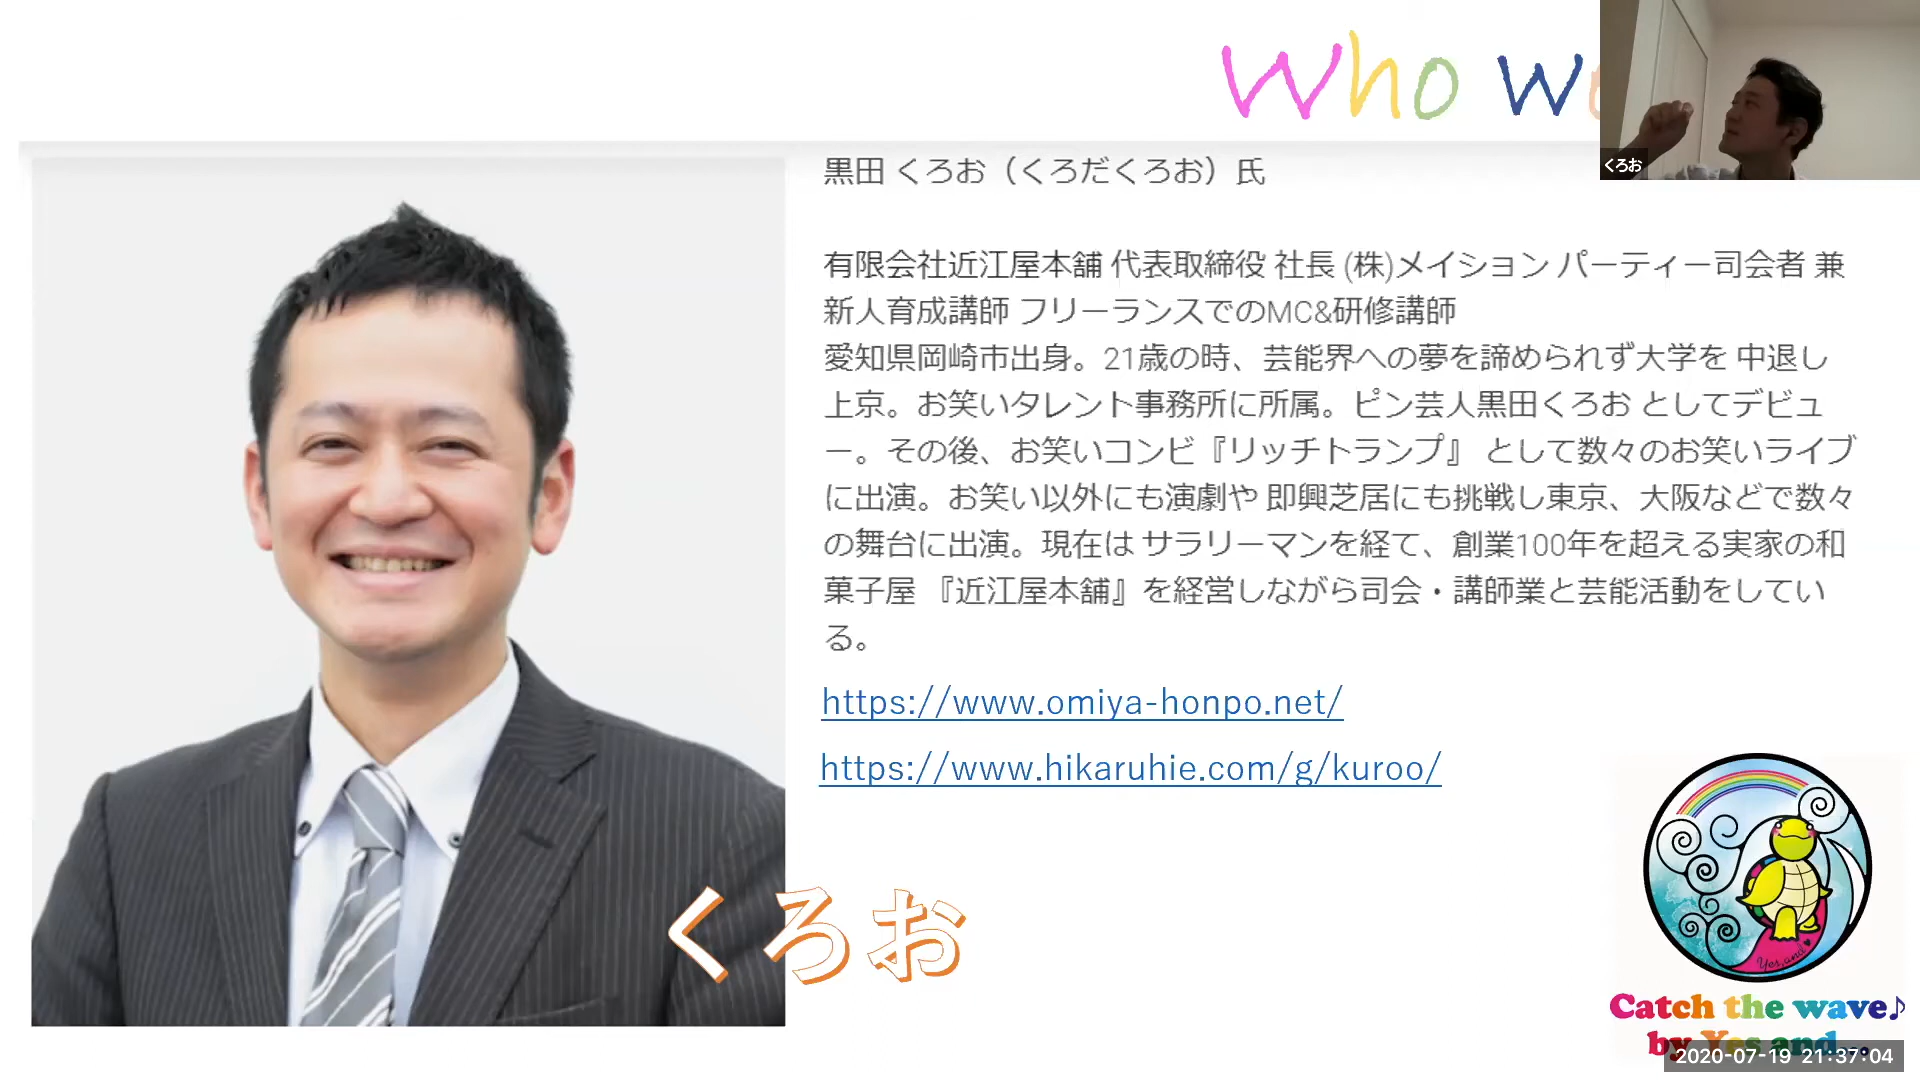 Who we
くろお
黒田 くろお（くろだくろお）氏
有限会社近江屋本舗 代表取締役 社長 (株)メイション パーティー司会者 兼
新人育成講師 フリーランスでのMC&研修講師
愛知県岡崎市出身。21歳の時、芸能界への夢を諦められず大学を 中退し
上京。お笑いタレント事務所に所属。ピン芸人黒田くろお としてデビュ
ー。その後、お笑いコンビ『リッチトランプ』 として数々のお笑いライブ
に出演。お笑い以外にも演劇や 即興芝居にも挑戦し東京、大阪などで数々
の舞台に出演。現在は サラリーマンを経て、創業100年を超える実家の和
菓子屋 『近江屋本舗』を経営しながら司会・講師業と芸能活動をしてい
る。
https://www.omiya-honpo.net/
https://www.hikaruhie.com/g/kuroo/
くろお
Yes,and
Catch the wave♪
by Yes and...
2020-07-19 21:37:04